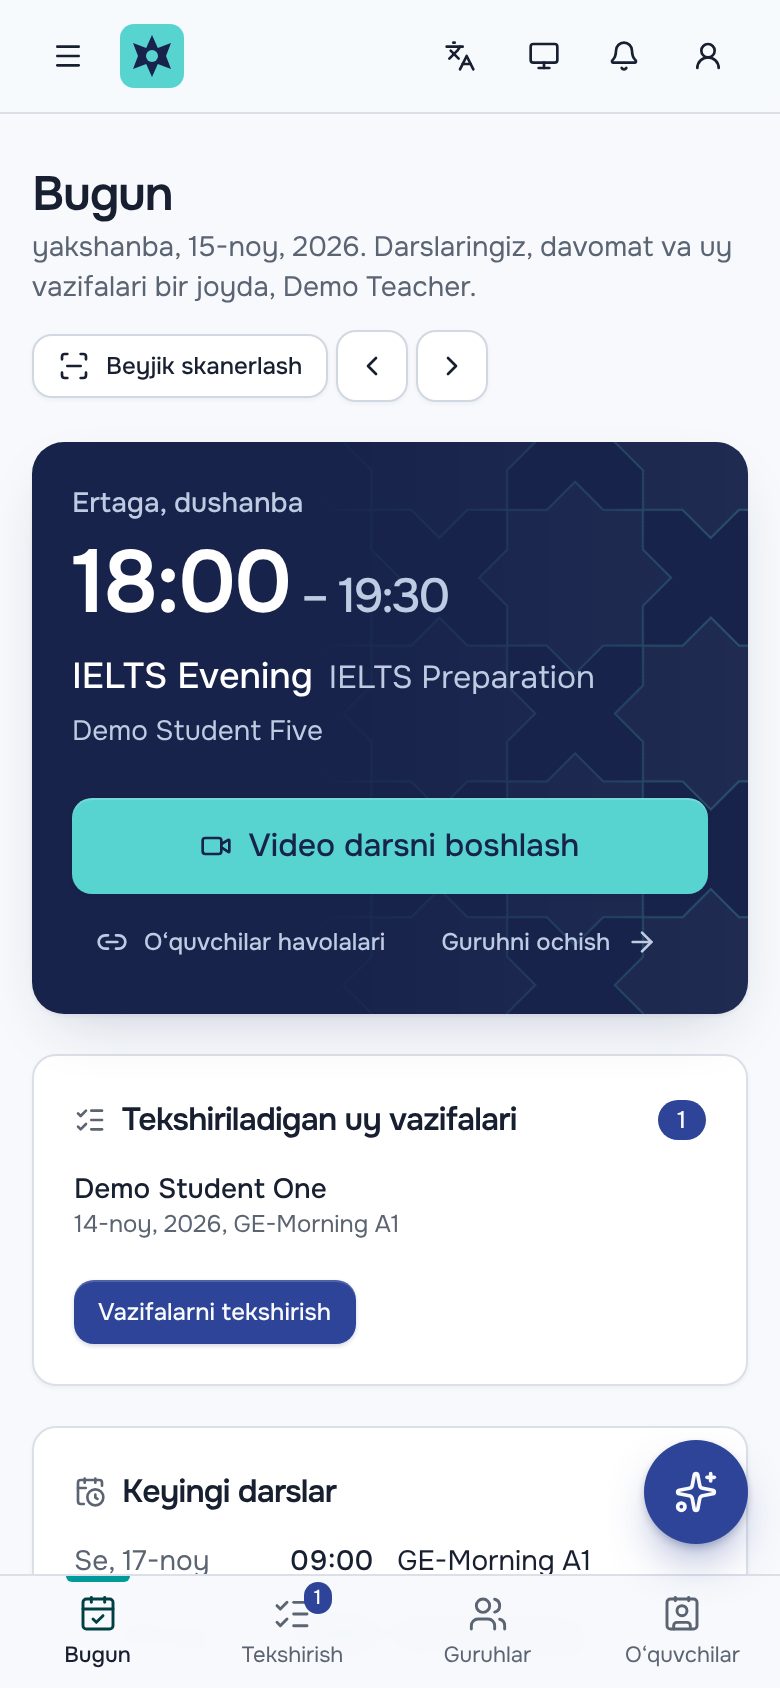 Bugun
yakshanba, 15-noy, 2026. Darslaringiz, davomat va uy
vazifalari bir joyda, Demo Teacher.
Beyjik skanerlash
Ertaga, dushanba
18:00 – 19:30
IELTS Evening IELTS Preparation
Demo Student Five
Video darsni boshlash
Oʻquvchilar havolalari Guruhni ochish
Tekshiriladigan uy vazifalari 1
Demo Student One
14-noy, 2026, GE-Morning A1
Vazifalarni tekshirish
Keyingi darslar
Se, 17-noy 09:00 GE-Morning A1
1
Bugun Tekshirish Guruhlar Oʻquvchilar